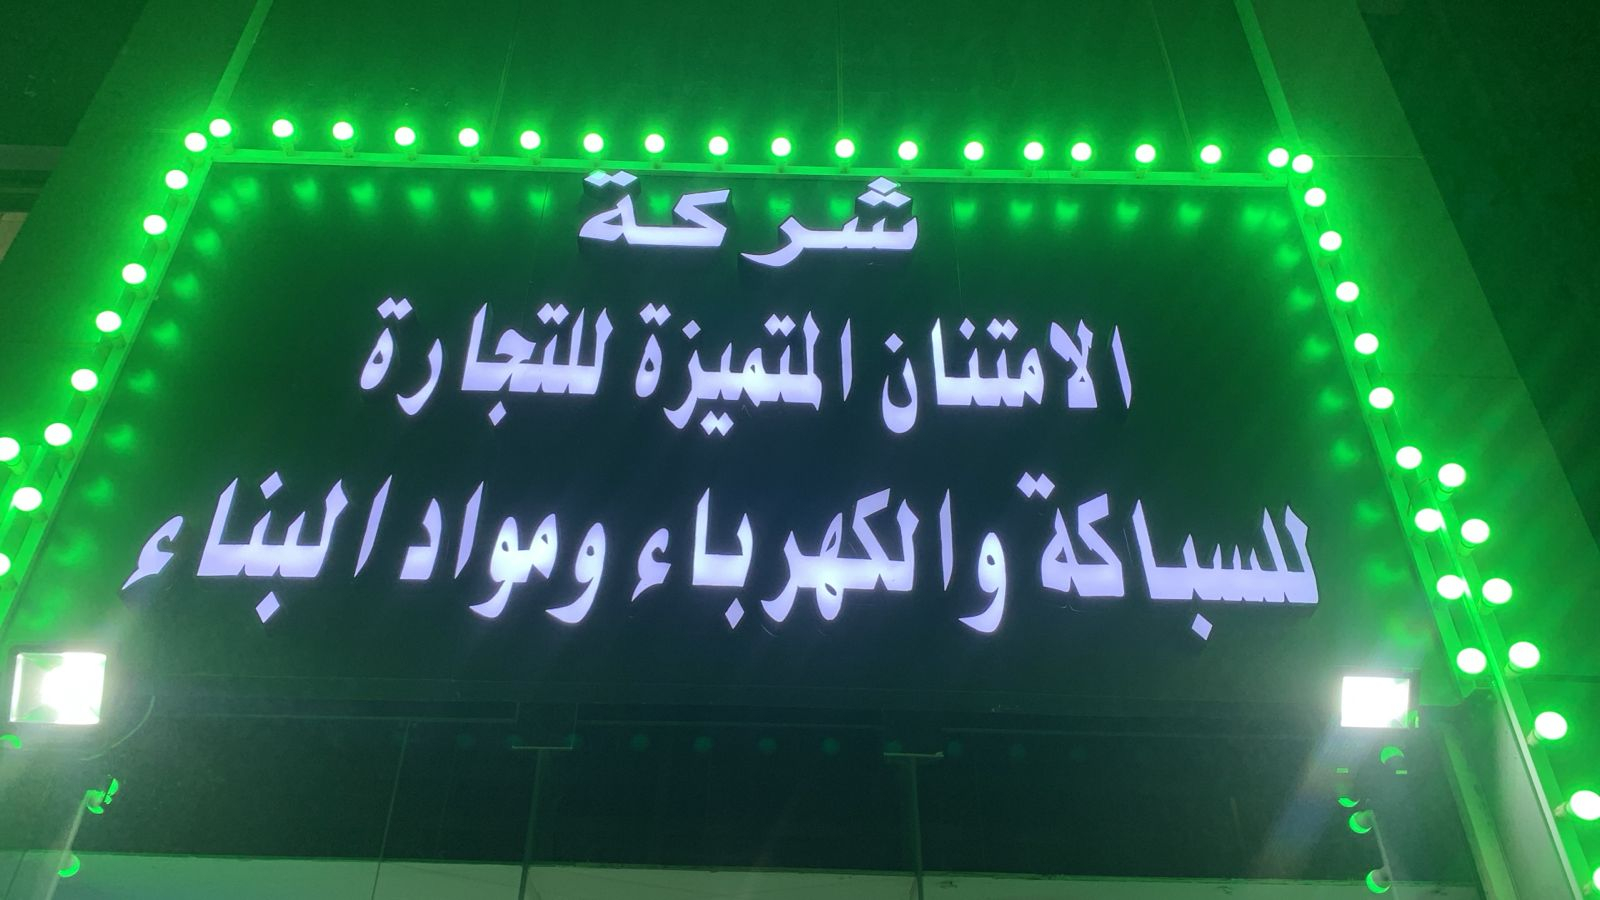 شركة
الامتنان المتميزة للتجارة
للسباكة والكهرباء ومواد البناء